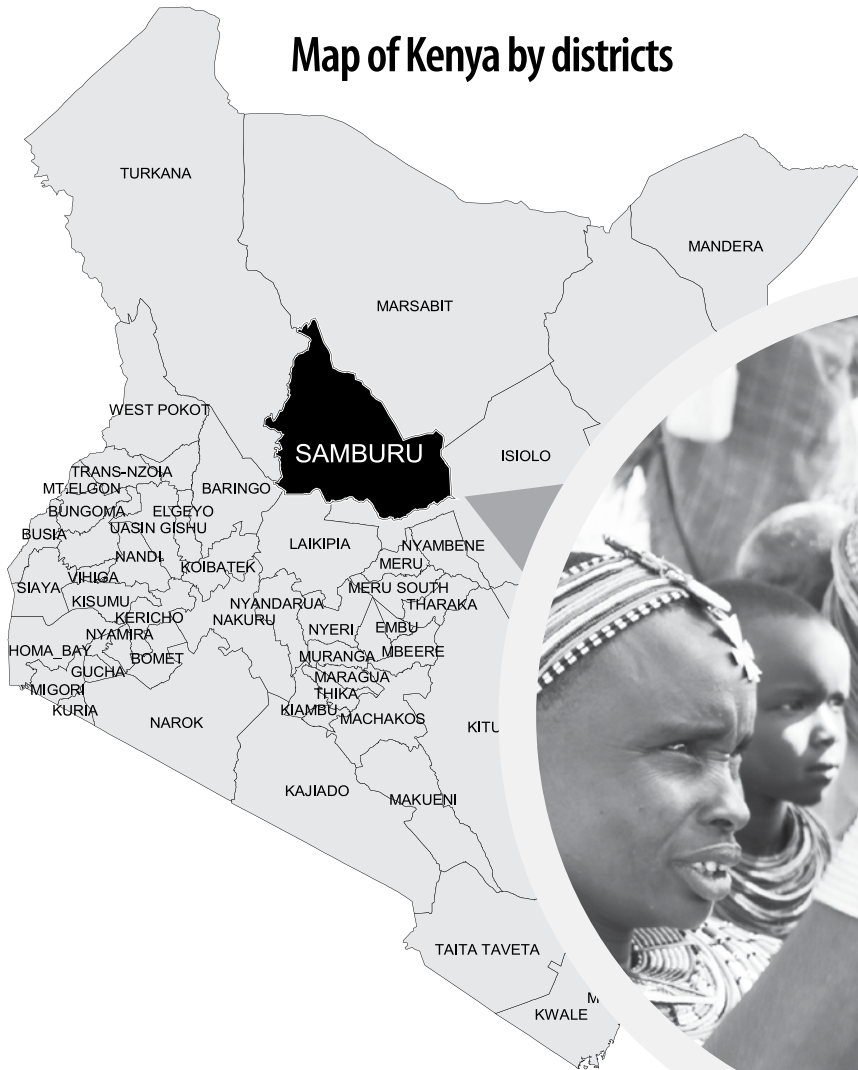 Map of Kenya by districts
TURKANA
MANDERA
MARSABIT
WEST POKOT
SAMBURU
ISIOLO
TRANS-NZOIA
MT.ELGON
BARINGO
BUNGOMA
ELGEYO
UASIN GISHU
BUSIA
LAIKIPIA
NYAMBENE
NANDI
KOIBATEK
MERU
VIHIGA
SIAYA
MERU SOUTH
KISUMU
NYANDARUA
THARAKA
KERICHO
NAKURU
NYERI
EMBU
NYAMIRA
HOMA_BAY
BOMET
MURANGA
MBEERE
GUCHA
MARAGUA
MIGORI
THIKA
KURIA
KIAMBU
MACHAKOS
NAROK
KITU
KAJIADO
MAKUENI
TAITA TAVETA
M
KWALE